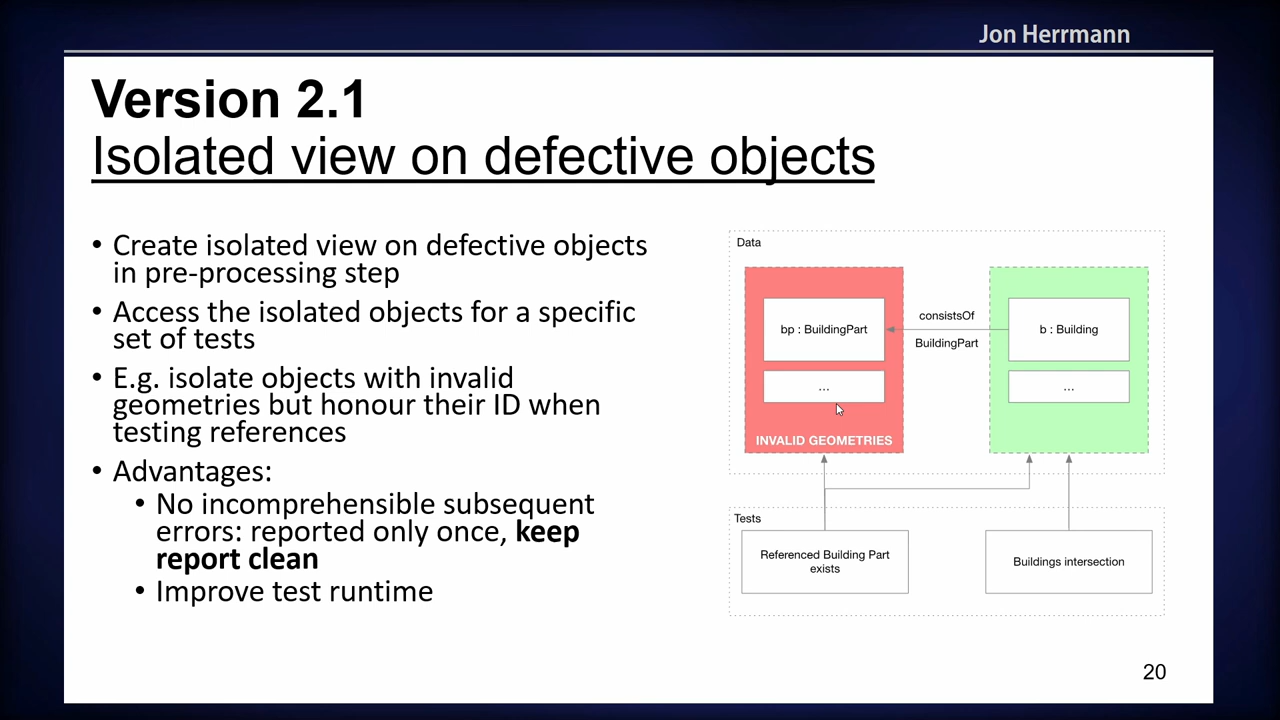 Jon Herrmann
Version 2.1
Isolated view on defective objects
• Create isolated view on defective objects
in pre-processing step
• Access the isolated objects for a specific
set of tests
• E.g. isolate objects with invalid
geometries but honour their ID when
testing references
• Advantages:
• No incomprehensible subsequent
errors: reported only once, keep
report clean
• Improve test runtime
Data
bp : BuildingPart
...
INVALID GEOMETRIES
consistsOf
BuildingPart
b : Building
...
Tests
Referenced Building Part
exists
Buildings intersection
20